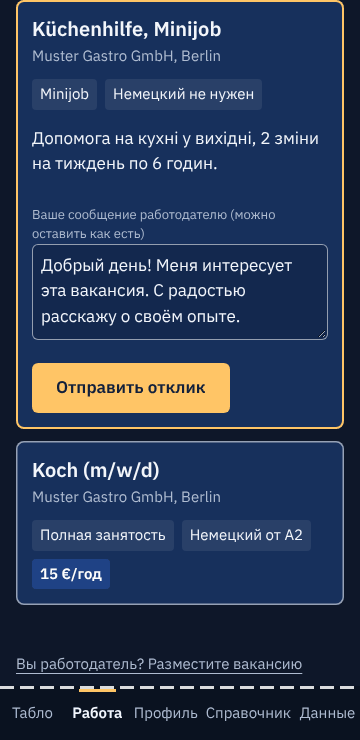 Küchenhilfe, Minijob
Muster Gastro GmbH, Berlin
Minijob
Немецкий не нужен
Допомога на кухні у вихідні, 2 зміни
на тиждень по 6 годин.
Ваше сообщение работодателю (можно
оставить как есть)
Добрый день! Меня интересует
эта вакансия. С радостью
расскажу о своём опыте.
Отправить отклик
Koch (m/w/d)
Muster Gastro GmbH, Berlin
Полная занятость
Немецкий от A2
15 €/год
Вы работодатель? Разместите вакансию
Табло
Работа
Профиль
Справочник
Данные